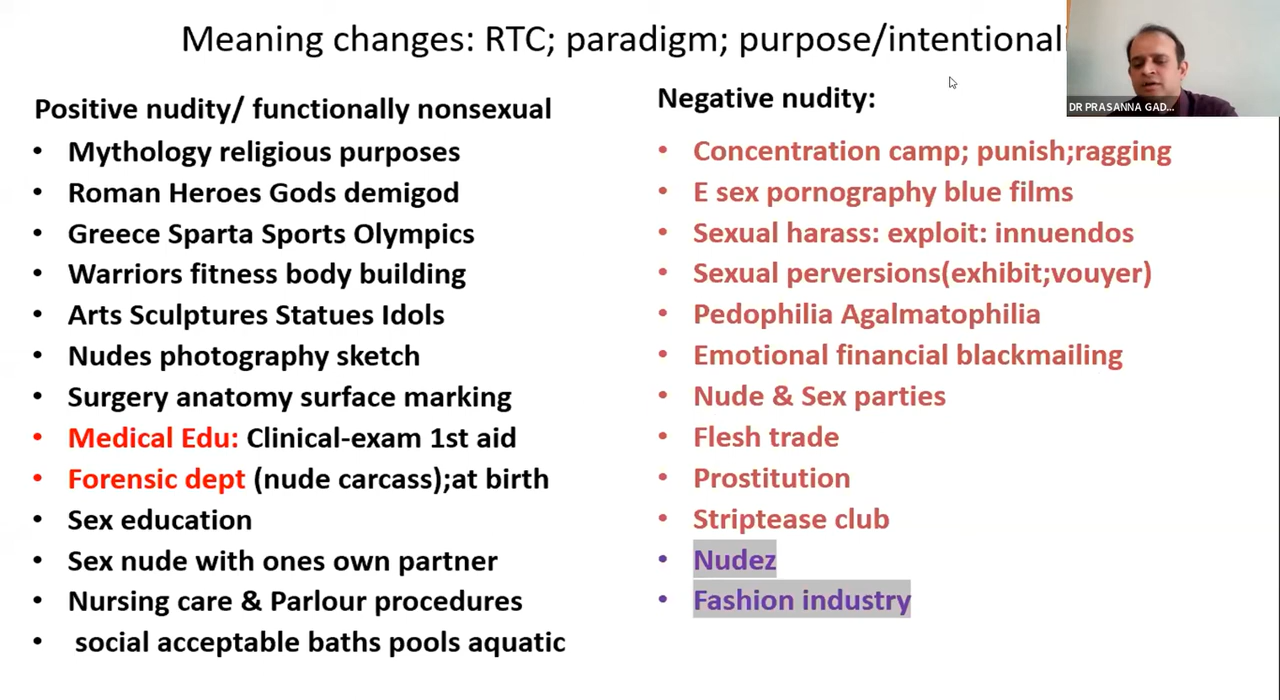 Meaning changes: RTC; paradigm; purpose/intentionali
DR PRASANNA GAD...
Positive nudity/ functionally nonsexual
• Mythology religious purposes
• Roman Heroes Gods demigod
• Greece Sparta Sports Olympics
• Warriors fitness body building
• Arts Sculptures Statues Idols
• Nudes photography sketch
• Surgery anatomy surface marking
• Medical Edu: Clinical-exam 1st aid
• Forensic dept (nude carcass);at birth
• Sex education
• Sex nude with ones own partner
• Nursing care & Parlour procedures
• social acceptable baths pools aquatic
Negative nudity:
• Concentration camp; punish;ragging
• E sex pornography blue films
• Sexual harass: exploit: innuendos
• Sexual perversions(exhibit;vouyer)
• Pedophilia Agalmatophilia
• Emotional financial blackmailing
• Nude & Sex parties
• Flesh trade
• Prostitution
• Striptease club
• Nudez
• Fashion industry